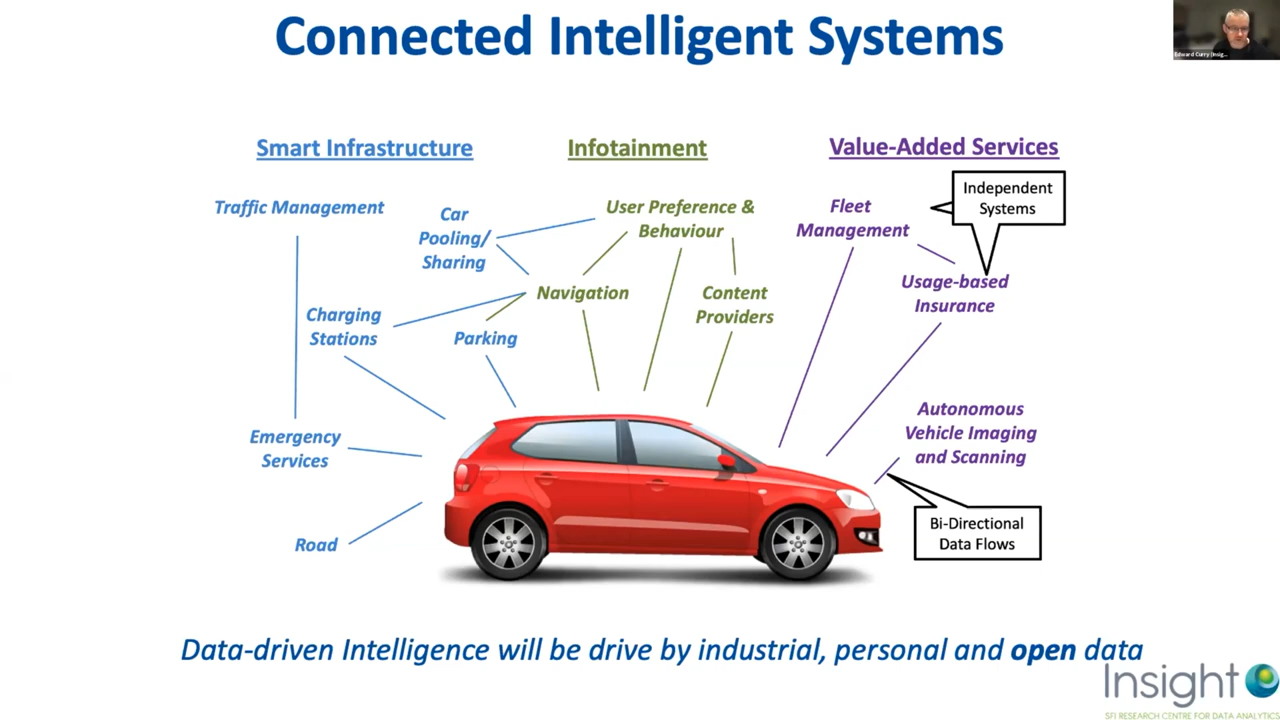 Connected Intelligent Systems
Edward Curry (Insig...
Smart Infrastructure
Infotainment
Value-Added Services
Traffic Management
Car
Pooling/
Sharing
User Preference &
Behaviour
Fleet
Management
Independent
Systems
Charging
Stations
Parking
Navigation
Content
Providers
Usage-based
Insurance
Emergency
Services
Autonomous
Vehicle Imaging
and Scanning
Road
Bi-Directional
Data Flows
Data-driven Intelligence will be drive by industrial, personal and open data
Insight
SFI RESEARCH CENTRE FOR DATA ANALYTICS